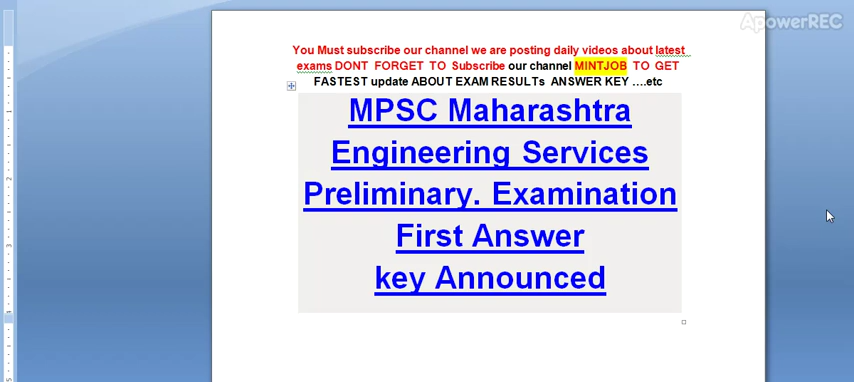 ApowerREC
You Must subscribe our channel we are posting daily videos about latest
exams DONT FORGET TO Subscribe our channel MINTJOB TO GET
FASTEST update ABOUT EXAM RESULTs ANSWER KEY ....etc
MPSC Maharashtra
Engineering Services
Preliminary. Examination
First Answer
key Announced